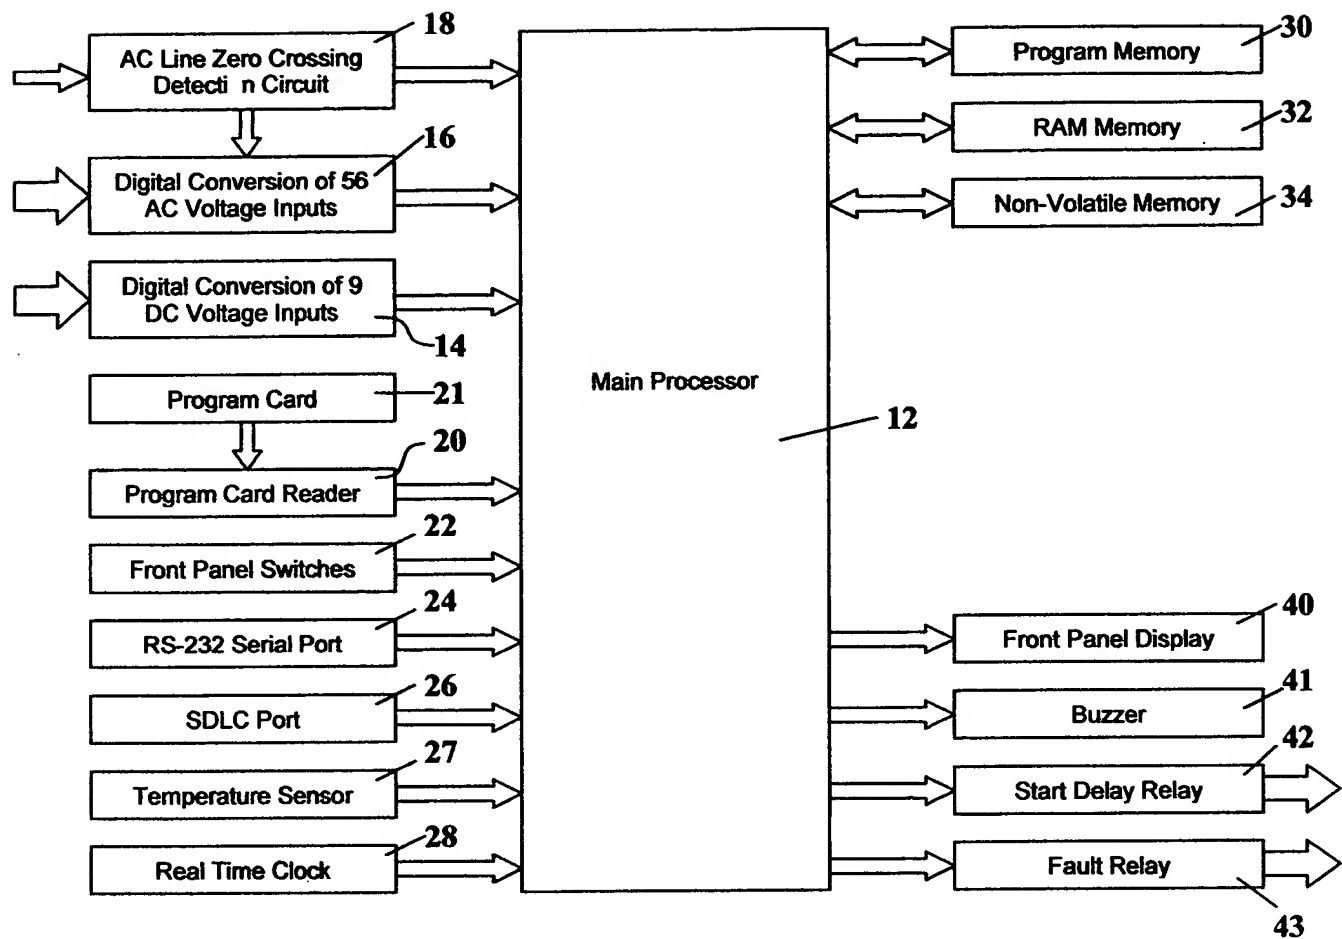 18
AC Line Zero Crossing
Detecti n Circuit
16
Digital Conversion of 56
AC Voltage Inputs
Digital Conversion of 9
DC Voltage Inputs
14
Program Card
21
20
Program Card Reader
22
Front Panel Switches
24
RS-232 Serial Port
26
SDLC Port
27
Temperature Sensor
28
Real Time Clock
Main Processor
12
30
Program Memory
32
RAM Memory
Non-Volatile Memory
34
40
Front Panel Display
41
Buzzer
42
Start Delay Relay
Fault Relay
43